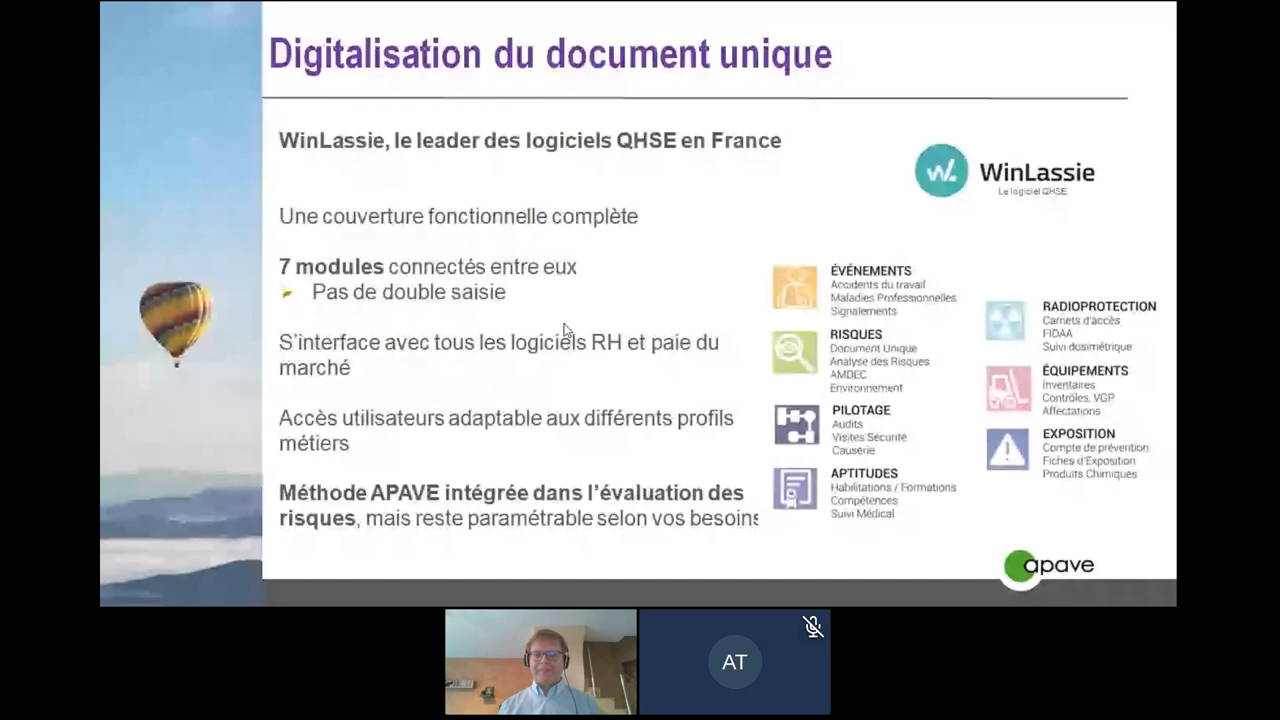 Digitalisation du document unique
WinLassie, le leader des logiciels QHSE en France
Une couverture fonctionnelle complète
7 modules connectés entre eux
Pas de double saisie
S'interface avec tous les logiciels RH et paie du
marché
Accès utilisateurs adaptable aux différents profils
métiers
Méthode APAVE intégrée dans l'évaluation des
risques, mais reste paramétrable selon vos besoins
WinLassie
Le logiciel QHSE
ÉVÉNEMENTS
Accidents du travail
Maladies Professionnelles
Signalements
RISQUES
Document Unique
Analyse des Risques
AMDEC
Environnement
PILOTAGE
Audits
Visites Sécurité
Causerie
APTITUDES
Habilitations / Formations
Compétences
Suivi Médical
RADIOPROTECTION
Carnets d'accès
FIDAA
Suivi dosimétrique
ÉQUIPEMENTS
Inventaires
Contrôles, VGP
Affectations
EXPOSITION
Compte de prévention
Fiches d'Exposition
Produits Chimiques
apave
AT